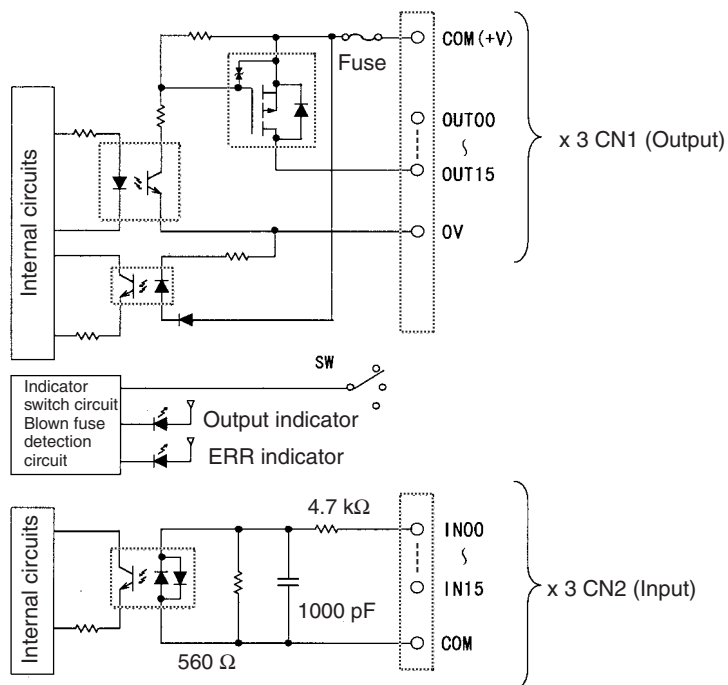 Internal circuits
Fuse
COM(+V)
OUT00
~
OUT15
0V
x 3 CN1 (Output)
SW
Indicator
switch circuit
Blown fuse
detection
circuit
Output indicator
ERR indicator
Internal circuits
4.7 kΩ
1000 pF
560 Ω
IN00
~
IN15
COM
x 3 CN2 (Input)